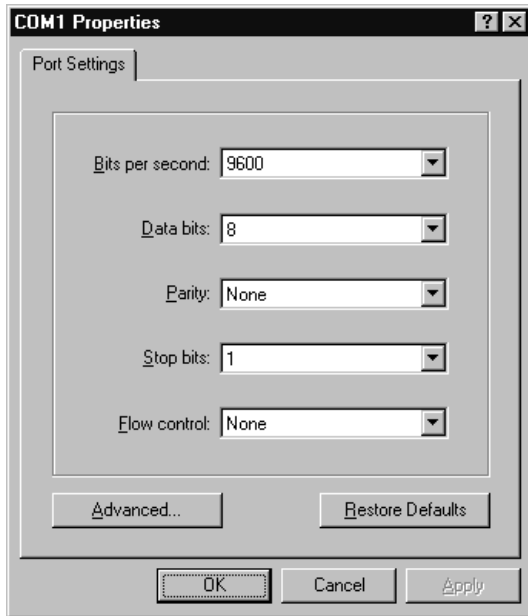 COM1 Properties
Port Settings
Bits per second: 9600
Data bits: 8
Parity: None
Stop bits: 1
Flow control: None
Advanced... Restore Defaults
OK Cancel Apply